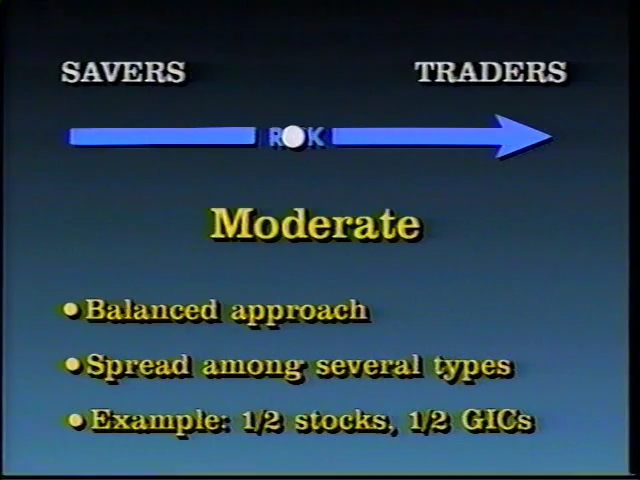 SAVERS TRADERS
Moderate
• Balanced approach
• Spread among several types
• Example: 1/2 stocks, 1/2 GICs